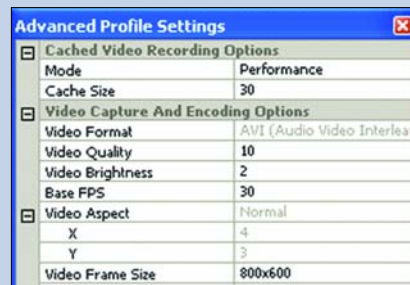 Advanced Profile Settings
Cached Video Recording Options
Mode Performance
Cache Size 30
Video Capture And Encoding Options
Video Format AVI (Audio Video Interlea
Video Quality 10
Video Brightness 2
Base FPS 30
Video Aspect Normal
X 4
Y 3
Video Frame Size 800x600